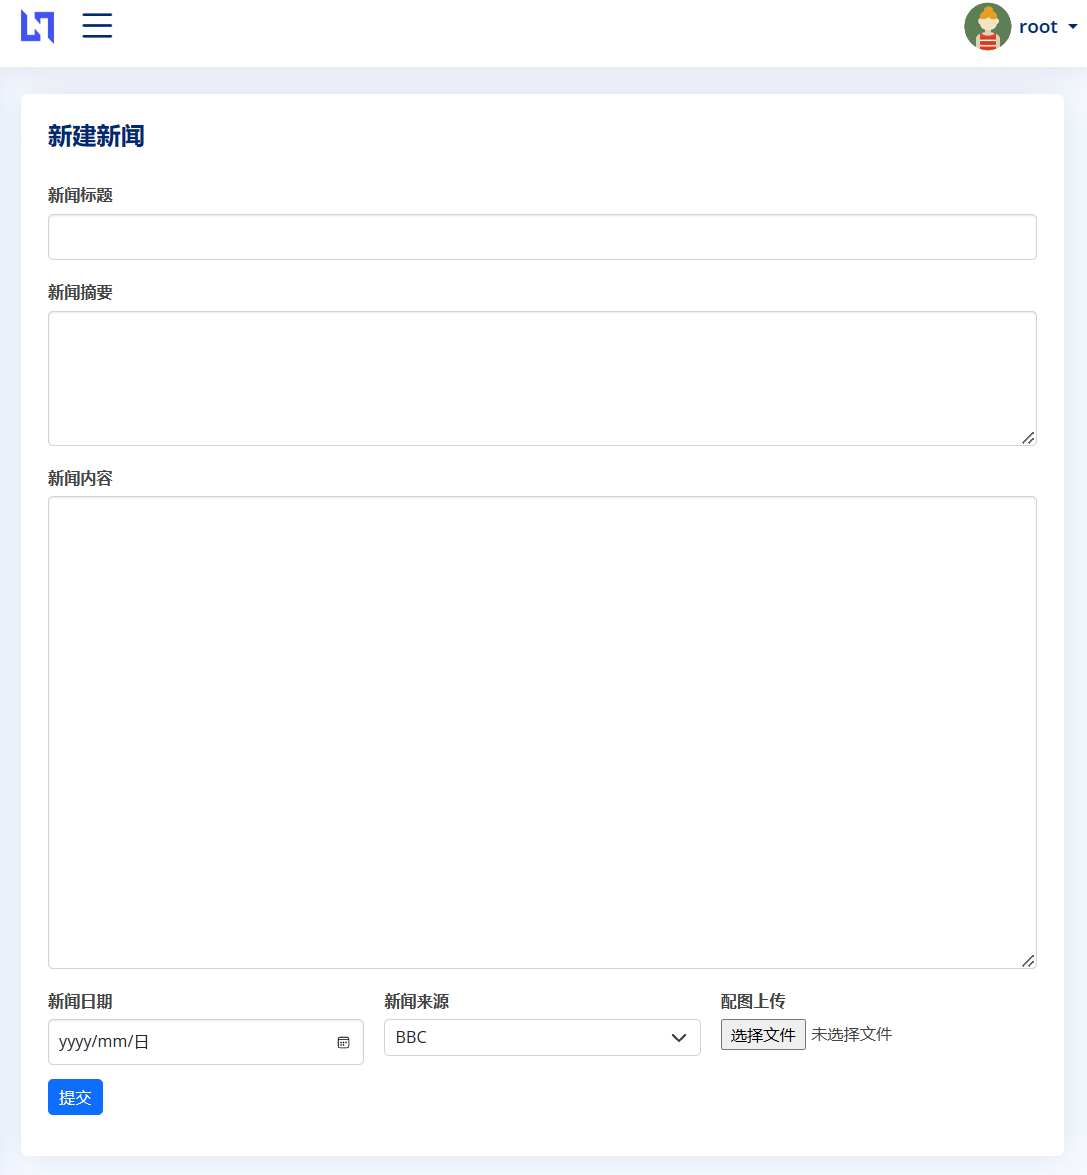 root
新建新闻
新闻标题
新闻摘要
新闻内容
新闻日期 新闻来源 配图上传
yyyy/mm/日 BBC 选择文件 未选择文件
提交